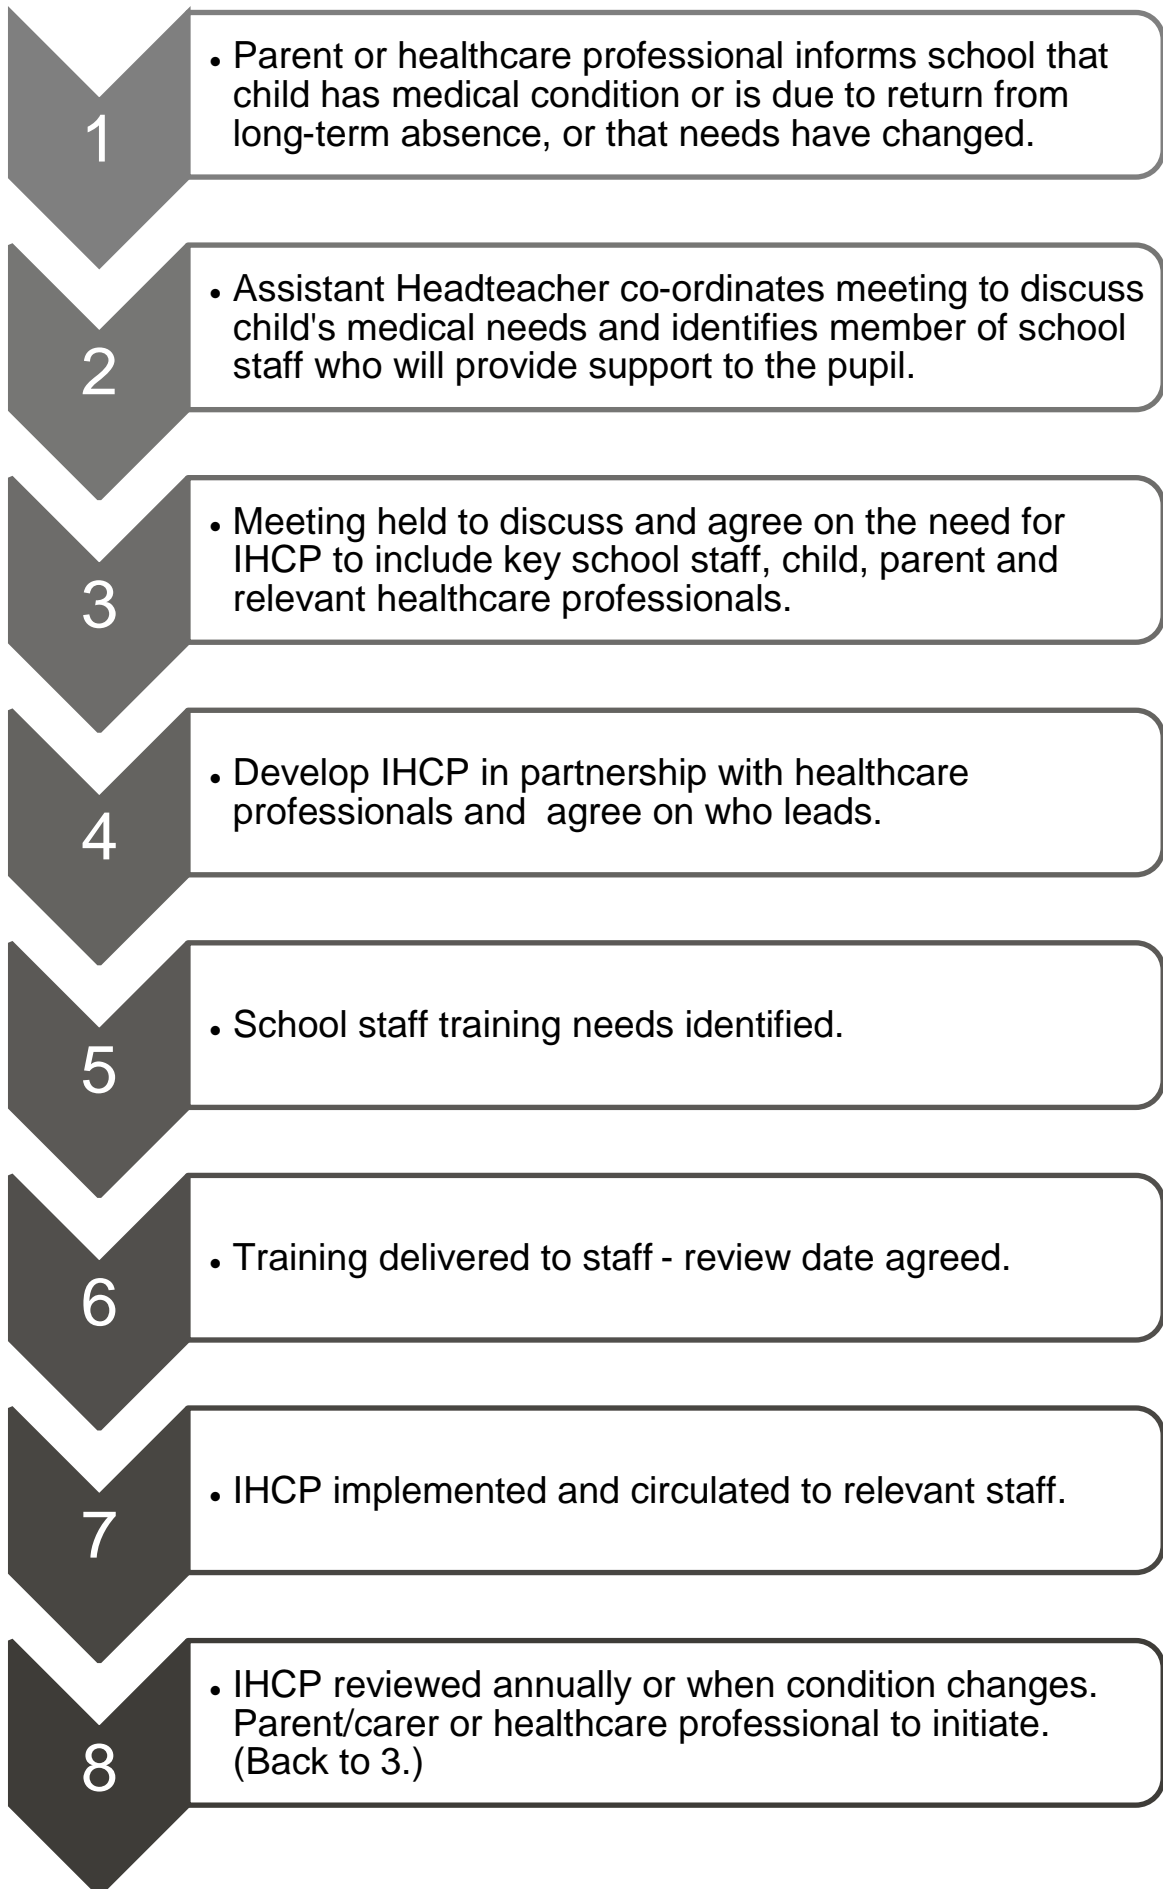 1
• Parent or healthcare professional informs school that
child has medical condition or is due to return from
long-term absence, or that needs have changed.
2
• Assistant Headteacher co-ordinates meeting to discuss
child's medical needs and identifies member of school
staff who will provide support to the pupil.
3
• Meeting held to discuss and agree on the need for
IHCP to include key school staff, child, parent and
relevant healthcare professionals.
4
• Develop IHCP in partnership with healthcare
professionals and  agree on who leads.
5
• School staff training needs identified.
6
• Training delivered to staff - review date agreed.
7
• IHCP implemented and circulated to relevant staff.
8
• IHCP reviewed annually or when condition changes.
Parent/carer or healthcare professional to initiate.
(Back to 3.)